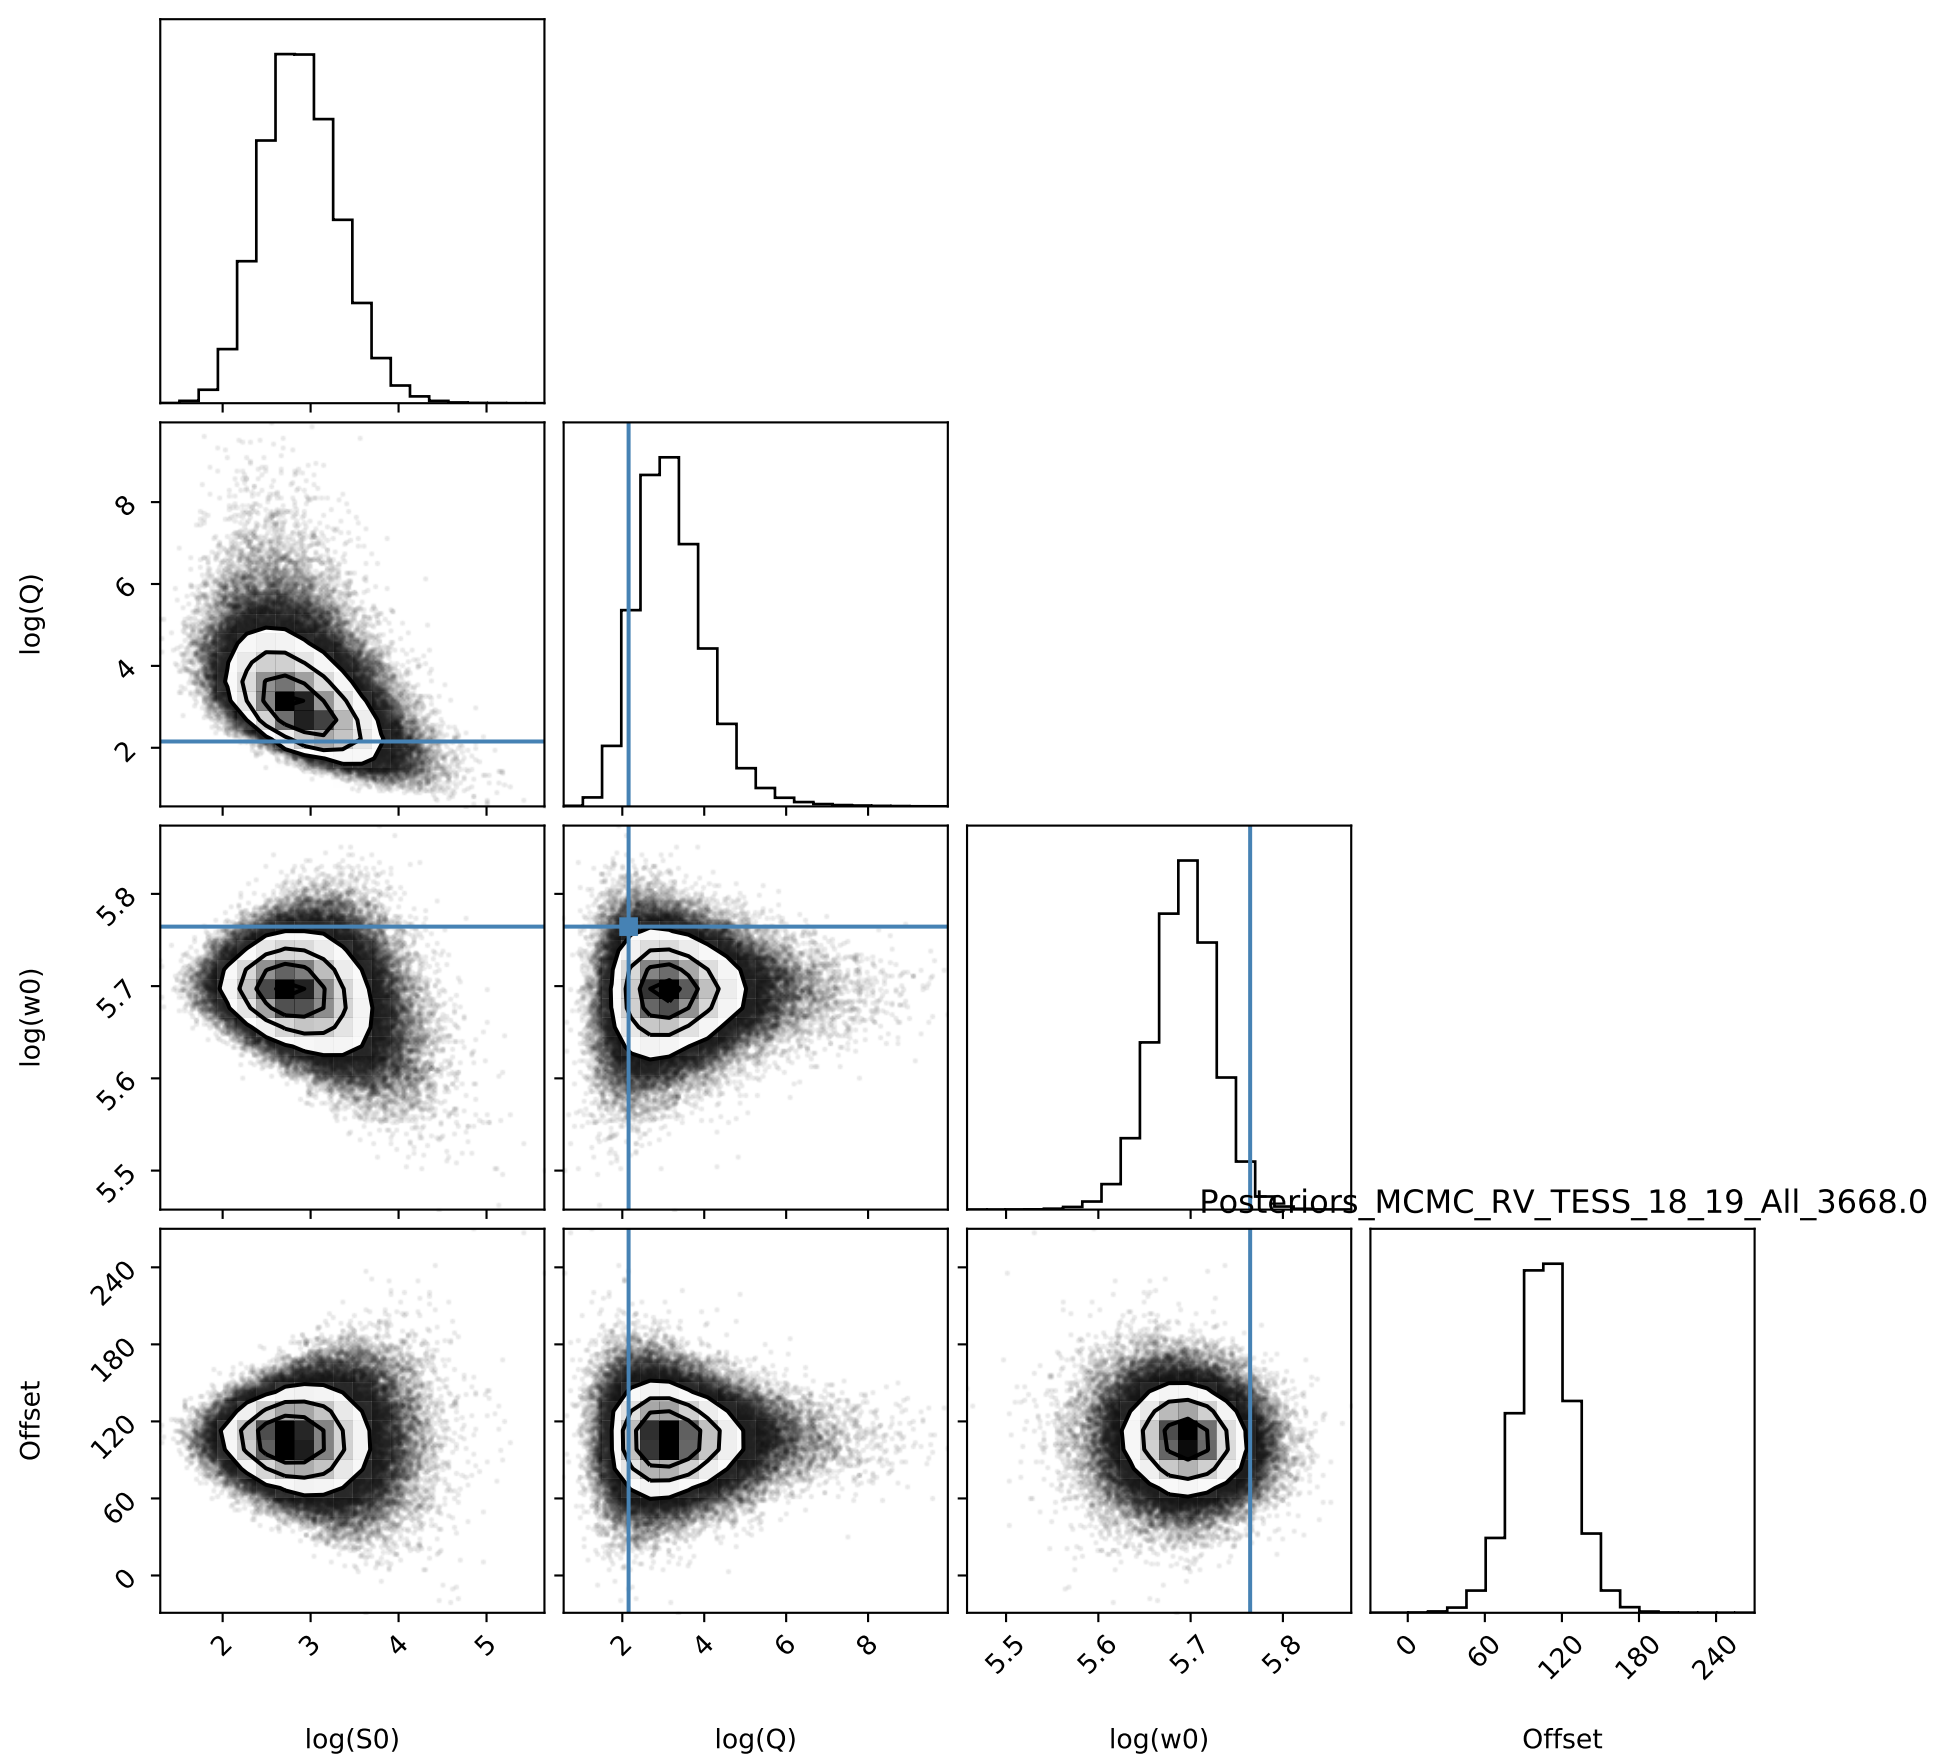 8
6
4
2
log(Q)
5.8
5.7
5.6
5.5
log(w0)
Posteriors_MCMC_RV_TESS_18_19_All_3668.0
240
180
120
60
0
Offset
2 3 4 5
2 4 6 8
5.5 5.6 5.7 5.8
0 60 120 180 240
log(S0)
log(Q)
log(w0)
Offset